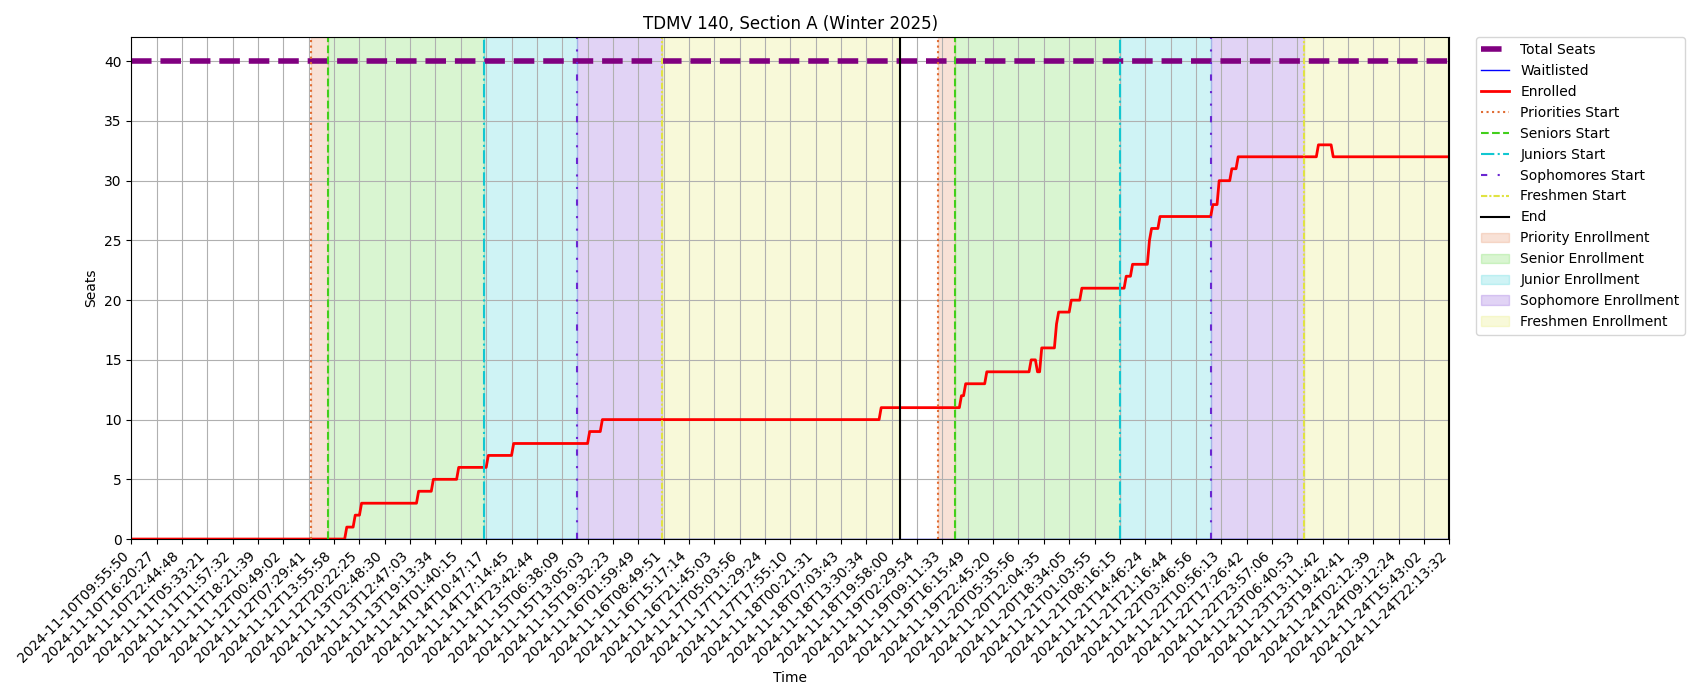 TDMV 140, Section A (Winter 2025)
40
35
30
25
20
15
10
5
0
Seats
2024-11-10T09:55:50
2024-11-10T16:20:27
2024-11-10T22:44:48
2024-11-11T05:33:21
2024-11-11T11:57:32
2024-11-11T18:21:39
2024-11-12T00:49:02
2024-11-12T07:29:41
2024-11-12T13:55:58
2024-11-12T20:22:25
2024-11-13T02:48:30
2024-11-13T12:47:03
2024-11-13T19:13:34
2024-11-14T01:40:15
2024-11-14T10:47:17
2024-11-14T17:14:45
2024-11-14T23:42:44
2024-11-15T06:38:09
2024-11-15T13:05:03
2024-11-15T19:32:23
2024-11-16T01:59:49
2024-11-16T08:49:51
2024-11-16T15:17:14
2024-11-16T21:45:03
2024-11-17T05:03:56
2024-11-17T11:29:24
2024-11-17T17:55:10
2024-11-18T00:21:31
2024-11-18T07:03:43
2024-11-18T13:30:34
2024-11-18T19:58:00
2024-11-19T02:29:54
2024-11-19T09:11:33
2024-11-19T16:15:49
2024-11-19T22:45:20
2024-11-20T05:35:56
2024-11-20T12:04:35
2024-11-20T18:34:05
2024-11-21T01:03:55
2024-11-21T08:16:15
2024-11-21T14:46:24
2024-11-21T21:16:44
2024-11-22T03:46:56
2024-11-22T10:56:13
2024-11-22T17:26:42
2024-11-22T23:57:06
2024-11-23T06:40:53
2024-11-23T13:11:42
2024-11-23T19:42:41
2024-11-24T02:12:39
2024-11-24T09:12:24
2024-11-24T15:43:02
2024-11-24T22:13:32
Time
Total Seats
Waitlisted
Enrolled
Priorities Start
Seniors Start
Juniors Start
Sophomores Start
Freshmen Start
End
Priority Enrollment
Senior Enrollment
Junior Enrollment
Sophomore Enrollment
Freshmen Enrollment